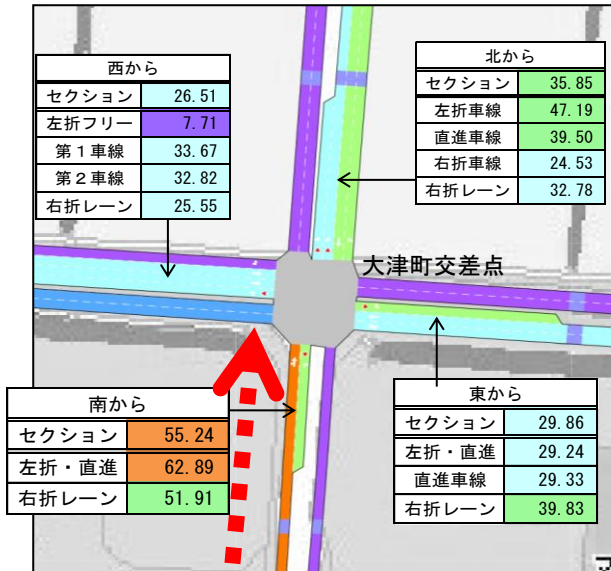 西から
セクション 26.51
左折フリー 7.71
第1車線 33.67
第2車線 32.82
右折レーン 25.55
北から
セクション 35.85
左折車線 47.19
直進車線 39.50
右折車線 24.53
右折レーン 32.78
大津町交差点
南から
セクション 55.24
左折・直進 62.89
右折レーン 51.91
東から
セクション 29.86
左折・直進 29.24
直進車線 29.33
右折レーン 39.83